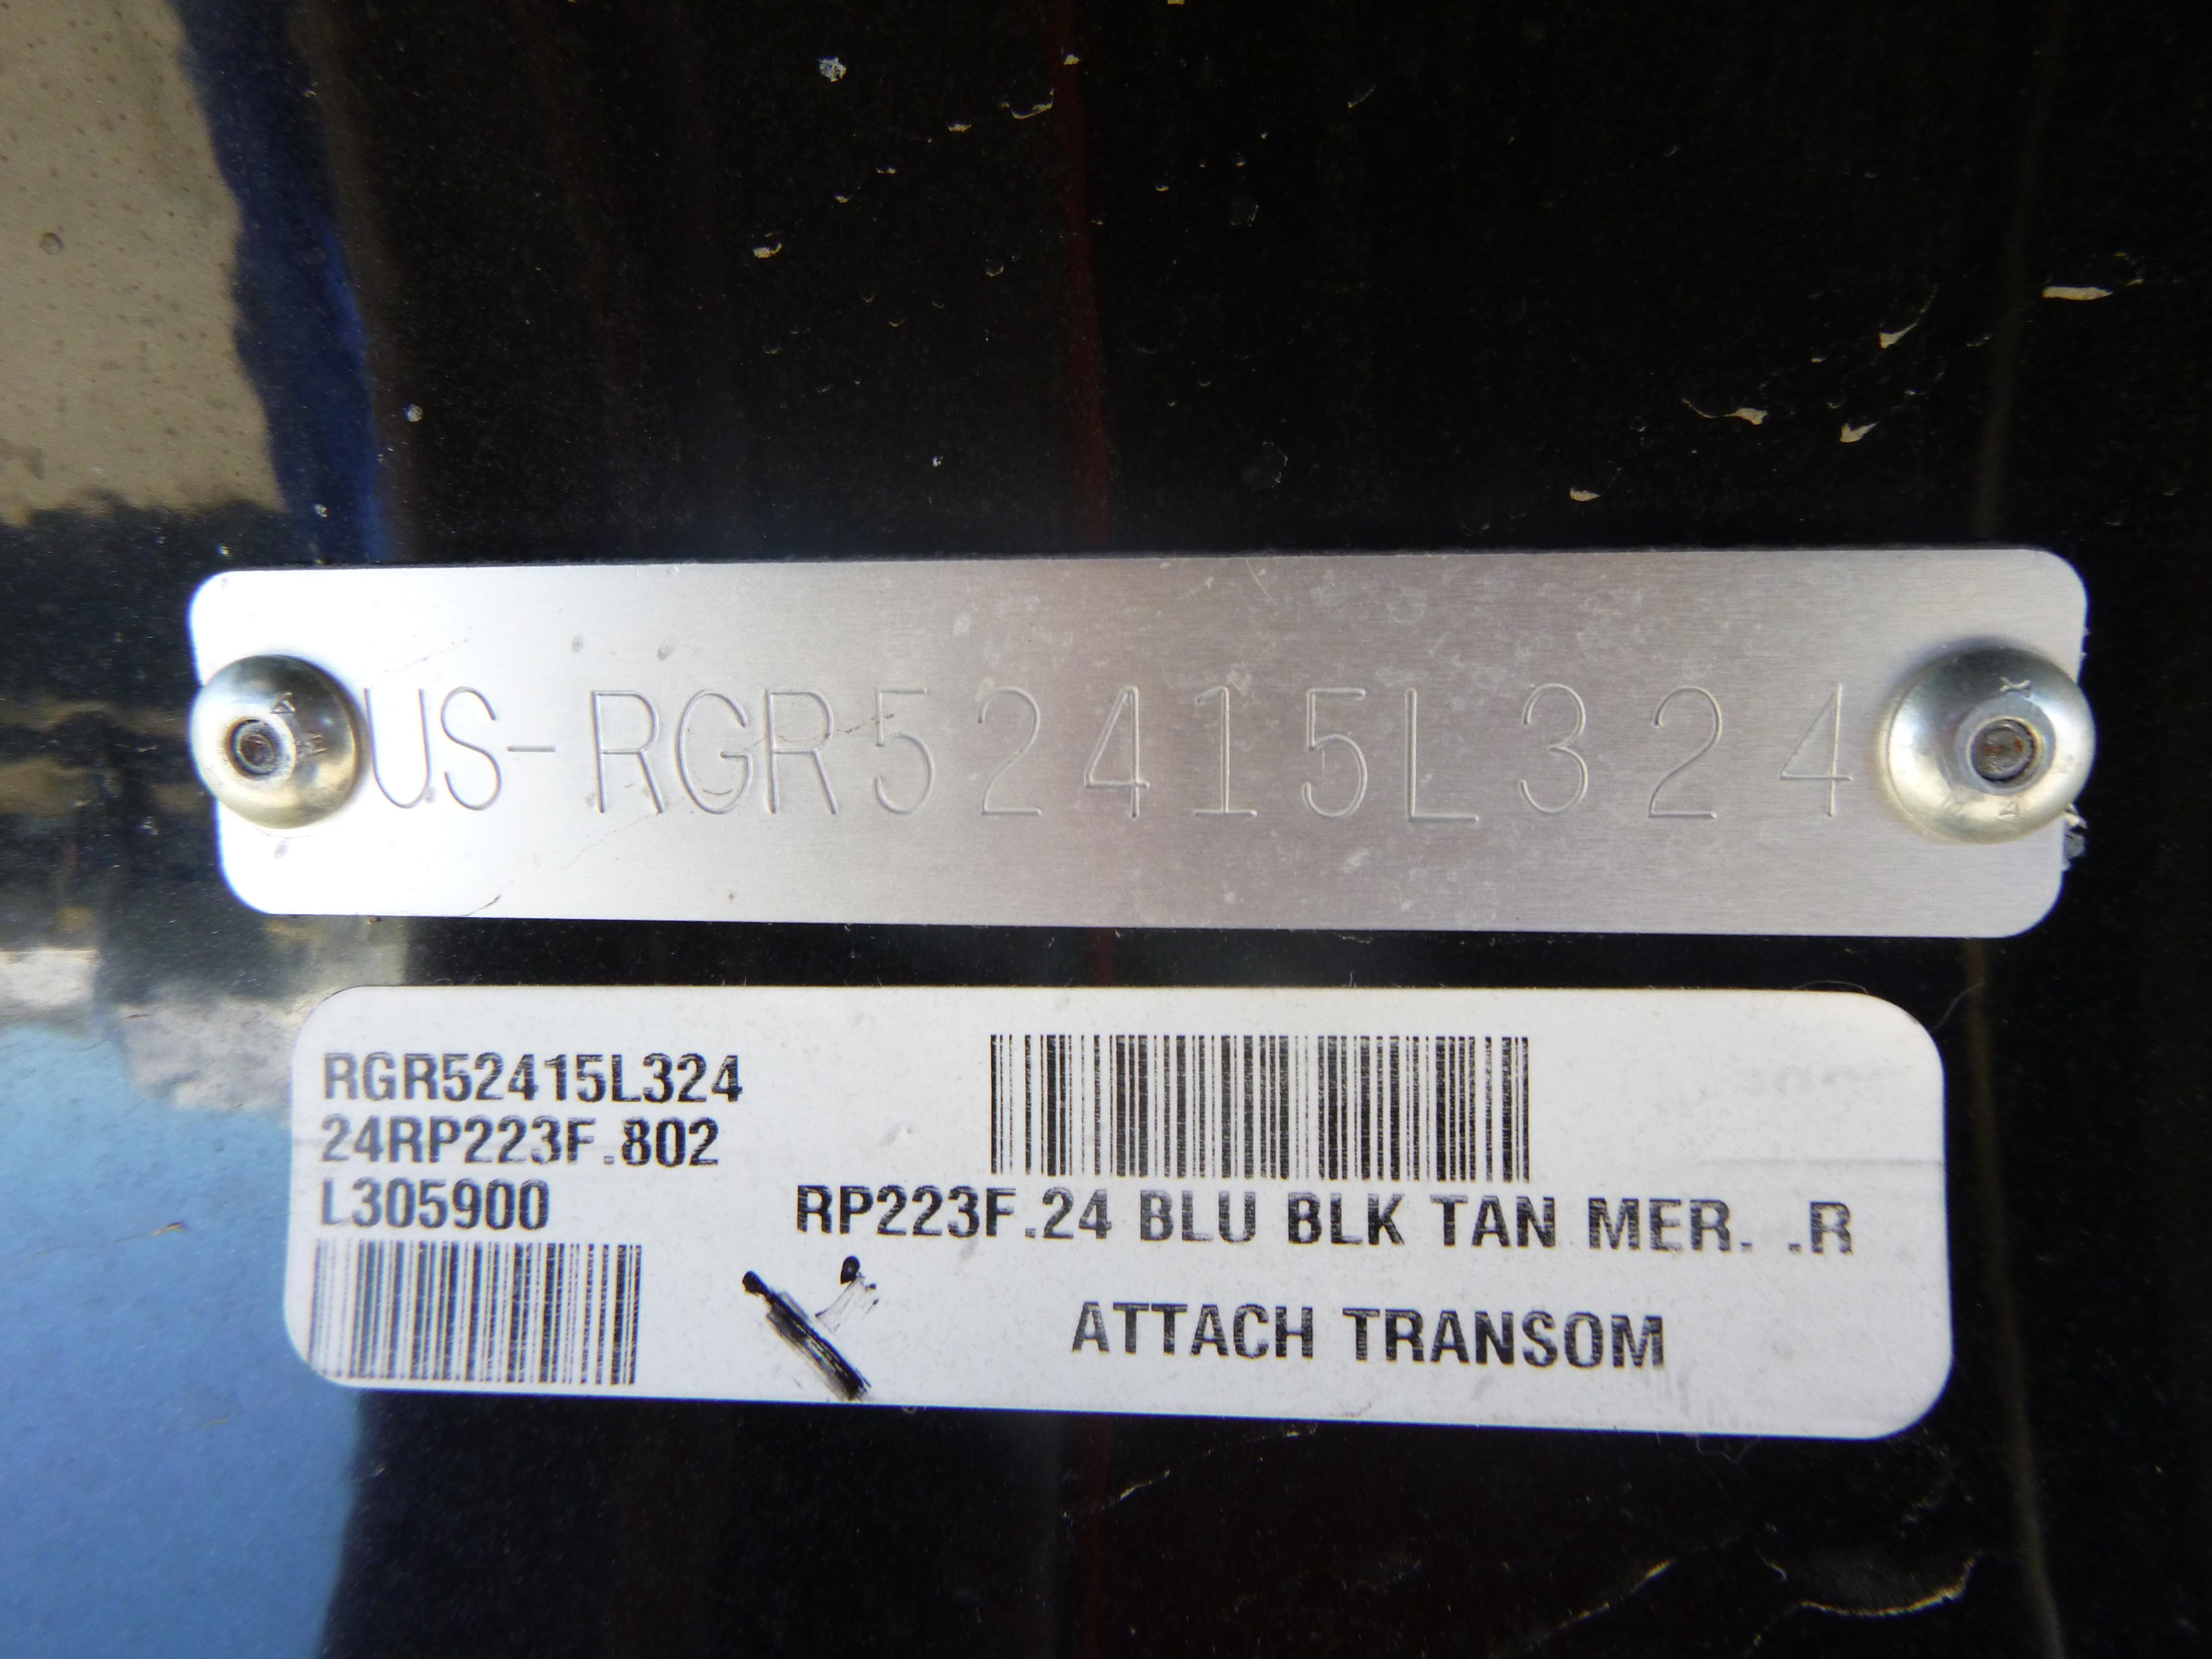 US-RGR52415L324
RGR52415L324
24RP223F.802
L305900
RP223F.24 BLU BLK TAN MER. .R
ATTACH TRANSOM